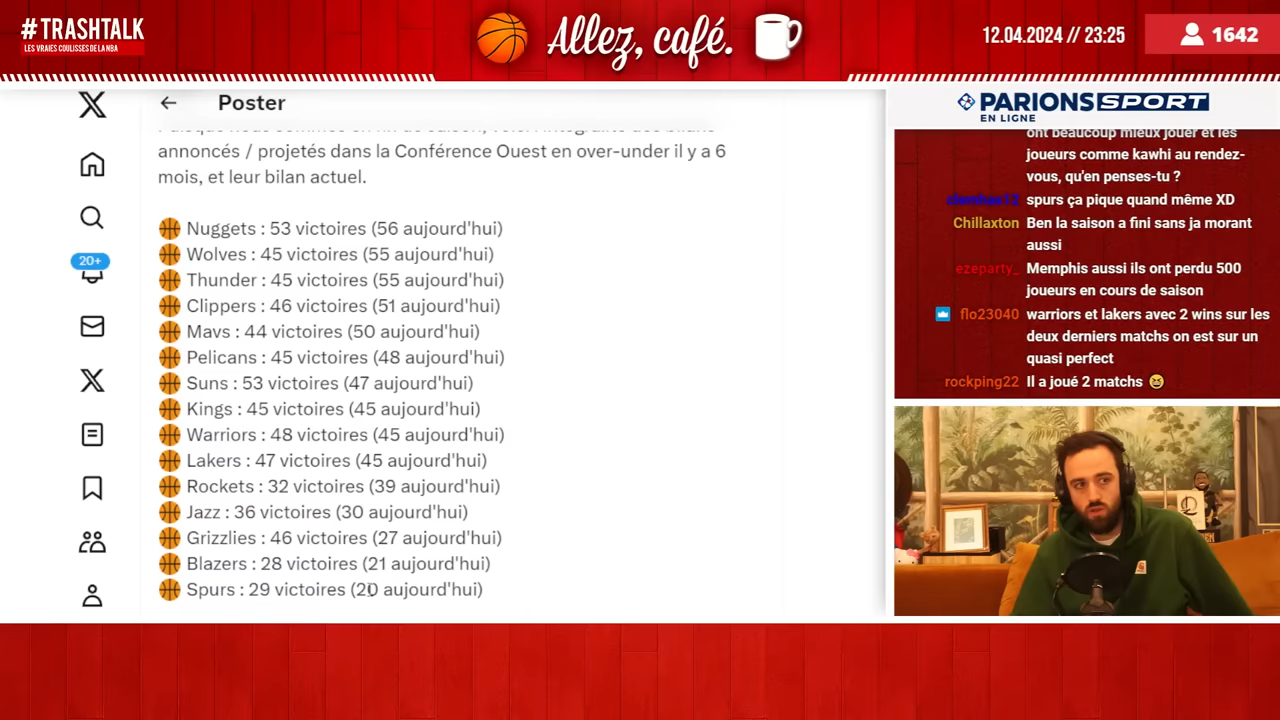 #TRASHTALK
LES VRAIES COULISSES DE LA NBA
Allez, café.
12.04.2024 // 23:25
1642
Poster
annoncés / projetés dans la Conférence Ouest en over-under il y a 6
mois, et leur bilan actuel.
Nuggets : 53 victoires (56 aujourd'hui)
Wolves : 45 victoires (55 aujourd'hui)
Thunder : 45 victoires (55 aujourd'hui)
Clippers : 46 victoires (51 aujourd'hui)
Mavs : 44 victoires (50 aujourd'hui)
Pelicans : 45 victoires (48 aujourd'hui)
Suns : 53 victoires (47 aujourd'hui)
Kings : 45 victoires (45 aujourd'hui)
Warriors : 48 victoires (45 aujourd'hui)
Lakers : 47 victoires (45 aujourd'hui)
Rockets : 32 victoires (39 aujourd'hui)
Jazz : 36 victoires (30 aujourd'hui)
Grizzlies : 46 victoires (27 aujourd'hui)
Blazers : 28 victoires (21 aujourd'hui)
Spurs : 29 victoires (20 aujourd'hui)
20+
PARIONS SPORT
EN LIGNE
ont beaucoup mieux jouer et les
joueurs comme kawhi au rendez-
vous, qu'en penses-tu ?
spurs ça pique quand même XD
Chillaxton Ben la saison a fini sans ja morant
aussi
ezeparty_ Memphis aussi ils ont perdu 500
joueurs en cours de saison
flo23040 warriors et lakers avec 2 wins sur les
deux derniers matchs on est sur un
quasi perfect
rockping22 Il a joué 2 matchs 😆